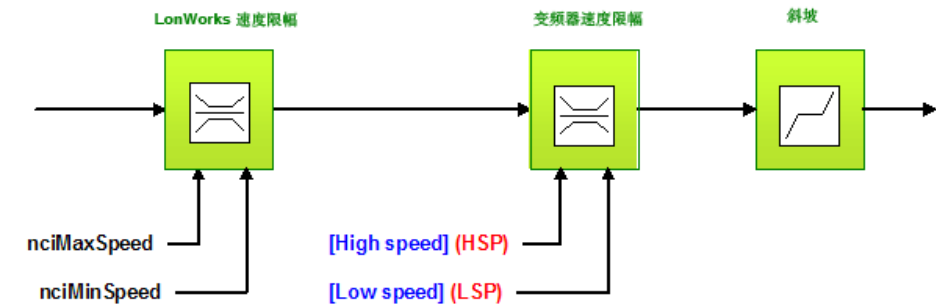 LonWorks 速度限幅
变频器速度限幅
斜坡
nciMaxSpeed
[High speed] (HSP)
nciMinSpeed
[Low speed] (LSP)